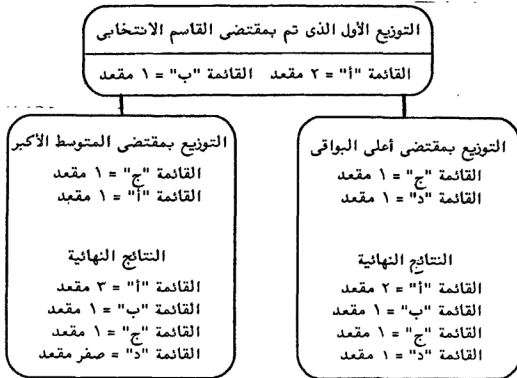 التوزيع الأول الذى تم بمقتضى القاسم الانتخابى
القائمة "أ" = ٢ مقعد القائمة "ب" = ١ مقعد
التوزيع بمقتضى أعلى البواقى
القائمة "ج" = ١ مقعد
القائمة "د" = ١ مقعد
النتائج النهائية
القائمة "أ" = ٢ مقعد
القائمة "ب" = ١ مقعد
القائمة "ج" = ١ مقعد
القائمة "د" = ١ مقعد
التوزيع بمقتضى المتوسط الأكبر
القائمة "ج" = ١ مقعد
القائمة "أ" = ١ مقعد
النتائج النهائية
القائمة "أ" = ٣ مقعد
القائمة "ب" = ١ مقعد
القائمة "ج" = ١ مقعد
القائمة "د" = صفر مقعد